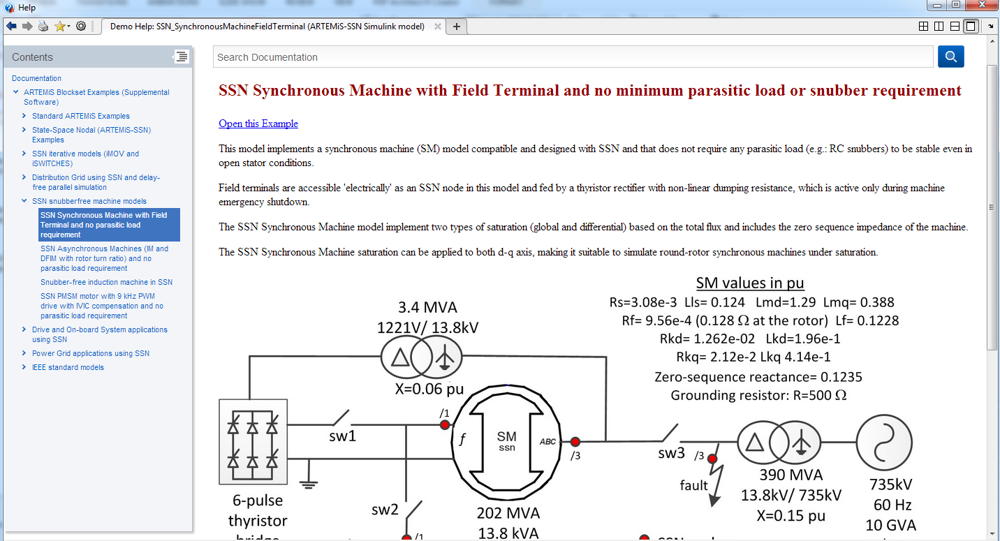 Help
Demo Help: SSN_SynchronousMachineFieldTerminal (ARTEMiS-SSN Simulink model)
Contents
Search Documentation
Documentation
ARTEMiS Blockset Examples (Supplemental
Software)
Standard ARTEMiS Examples
State-Space Nodal (ARTEMiS-SSN)
Examples
SSN iterative models (iMOV and
iSWITCHES)
Distribution Grid using SSN and delay-
free parallel simulation
SSN snubberfree machine models
SSN Synchronous Machine with Field
Terminal and no parasitic load
requirement
SSN Asynchronous Machines (IM and
DFIM with rotor turn ratio) and no
parasitic load requirement
Snubber-free induction machine in SSN
SSN PMSM motor with 9 kHz PWM
drive with IVIC compensation and no
parasitic load requirement
Drive and On-board System applications
using SSN
Power Grid applications using SSN
IEEE standard models
SSN Synchronous Machine with Field Terminal and no minimum parasitic load or snubber requirement
Open this Example
This model implements a synchronous machine (SM) model compatible and designed with SSN and that does not require any parasitic load (e.g.: RC snubbers) to be stable even in
open stator conditions.
Field terminals are accessible 'electrically' as an SSN node in this model and fed by a thyristor rectifier with non-linear dumping resistance, which is active only during machine
emergency shutdown.
The SSN Synchronous Machine model implement two types of saturation (global and differential) based on the total flux and includes the zero sequence impedance of the machine.
The SSN Synchronous Machine saturation can be applied to both d-q axis, making it suitable to simulate round-rotor synchronous machines under saturation.
SM values in pu
Rs=3.08e-3 Lls= 0.124 Lmd=1.29 Lmq= 0.388
Rf= 9.56e-4 (0.128 Ω at the rotor) Lf= 0.1228
Rkd= 1.262e-02 Lkd=1.96e-1
Rkq= 2.12e-2 Lkq 4.14e-1
Zero-sequence reactance= 0.1235
Grounding resistor: R=500 Ω
3.4 MVA
1221V/ 13.8kV
X=0.06 pu
/1
sw1
f
SM
ssn
ABC
/3
sw3
/3
fault
390 MVA
13.8kV/ 735kV
X=0.15 pu
735kV
60 Hz
10 GVA
6-pulse
thyristor
bridge
sw2
/1
202 MVA
13.8 kVA